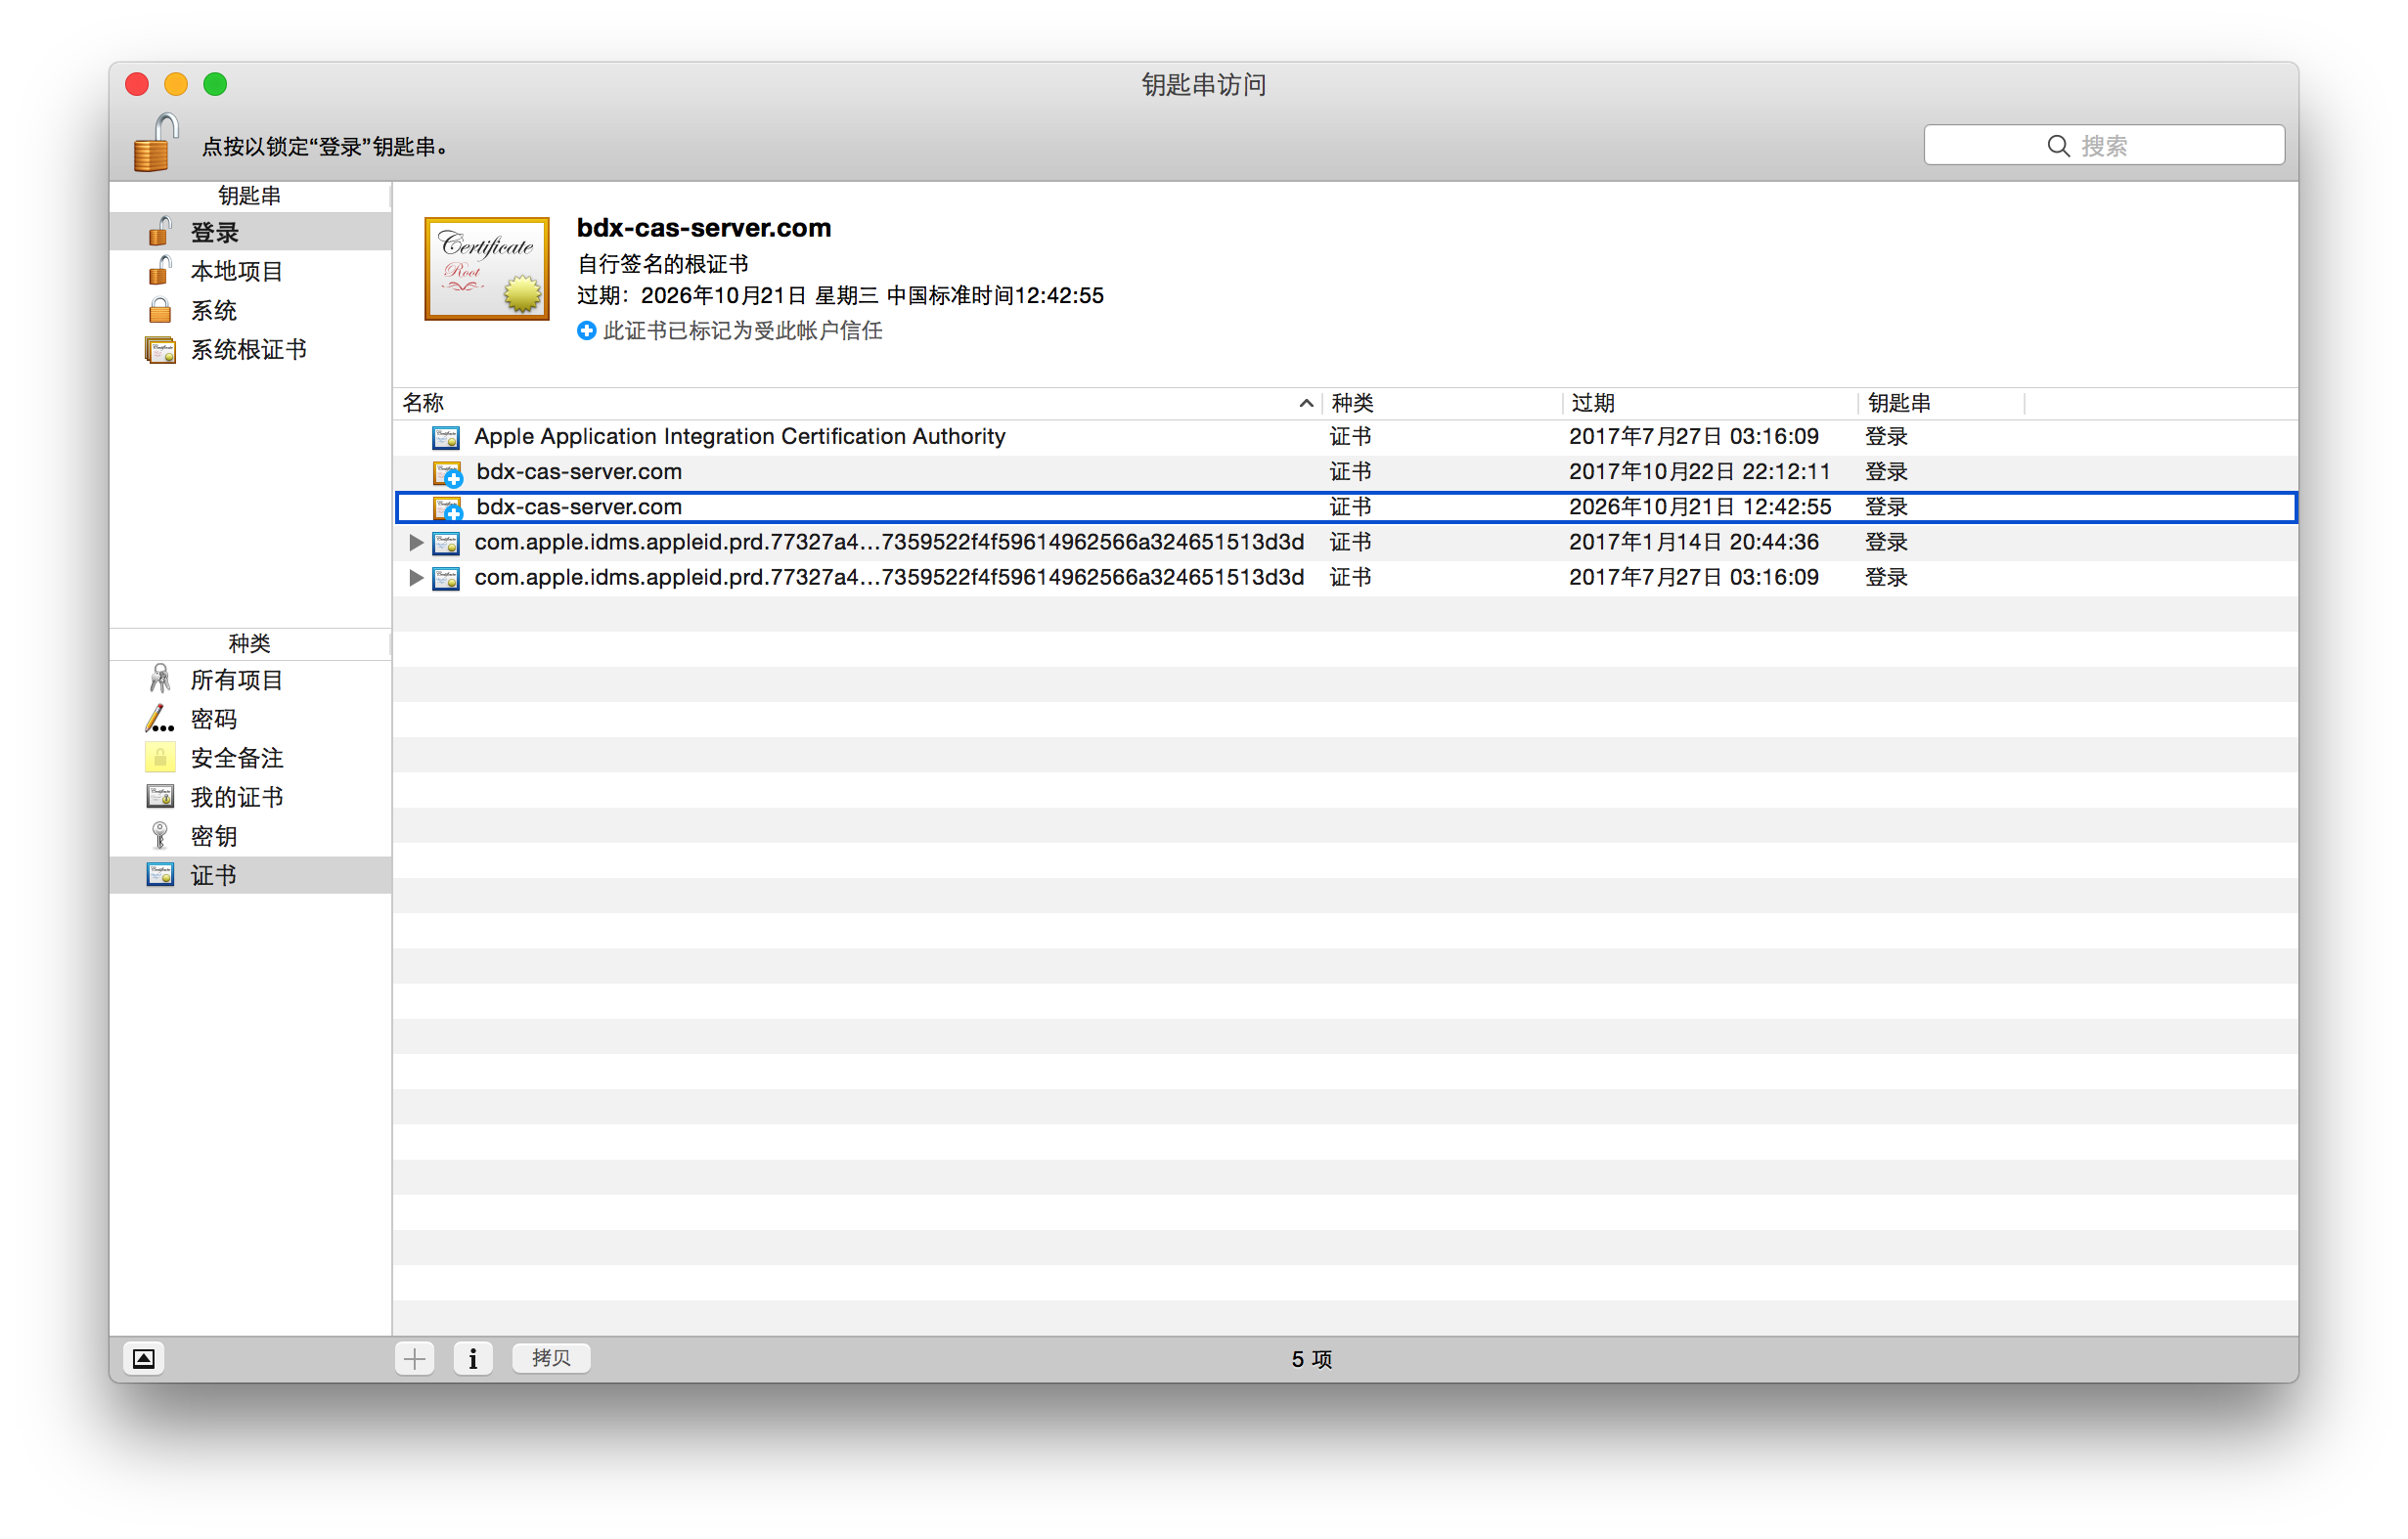 钥匙串访问
点按以锁定“登录”钥匙串。
搜索
钥匙串
登录
本地项目
系统
系统根证书
种类
所有项目
密码
安全备注
我的证书
密钥
证书
Certificate
Root
bdx-cas-server.com
自行签名的根证书
过期：2026年10月21日 星期三 中国标准时间12:42:55
此证书已标记为受此帐户信任
名称 种类 过期 钥匙串
Apple Application Integration Certification Authority 证书 2017年7月27日 03:16:09 登录
bdx-cas-server.com 证书 2017年10月22日 22:12:11 登录
bdx-cas-server.com 证书 2026年10月21日 12:42:55 登录
com.apple.idms.appleid.prd.77327a4...7359522f4f59614962566a324651513d3d 证书 2017年1月14日 20:44:36 登录
com.apple.idms.appleid.prd.77327a4...7359522f4f59614962566a324651513d3d 证书 2017年7月27日 03:16:09 登录
拷贝
5 项